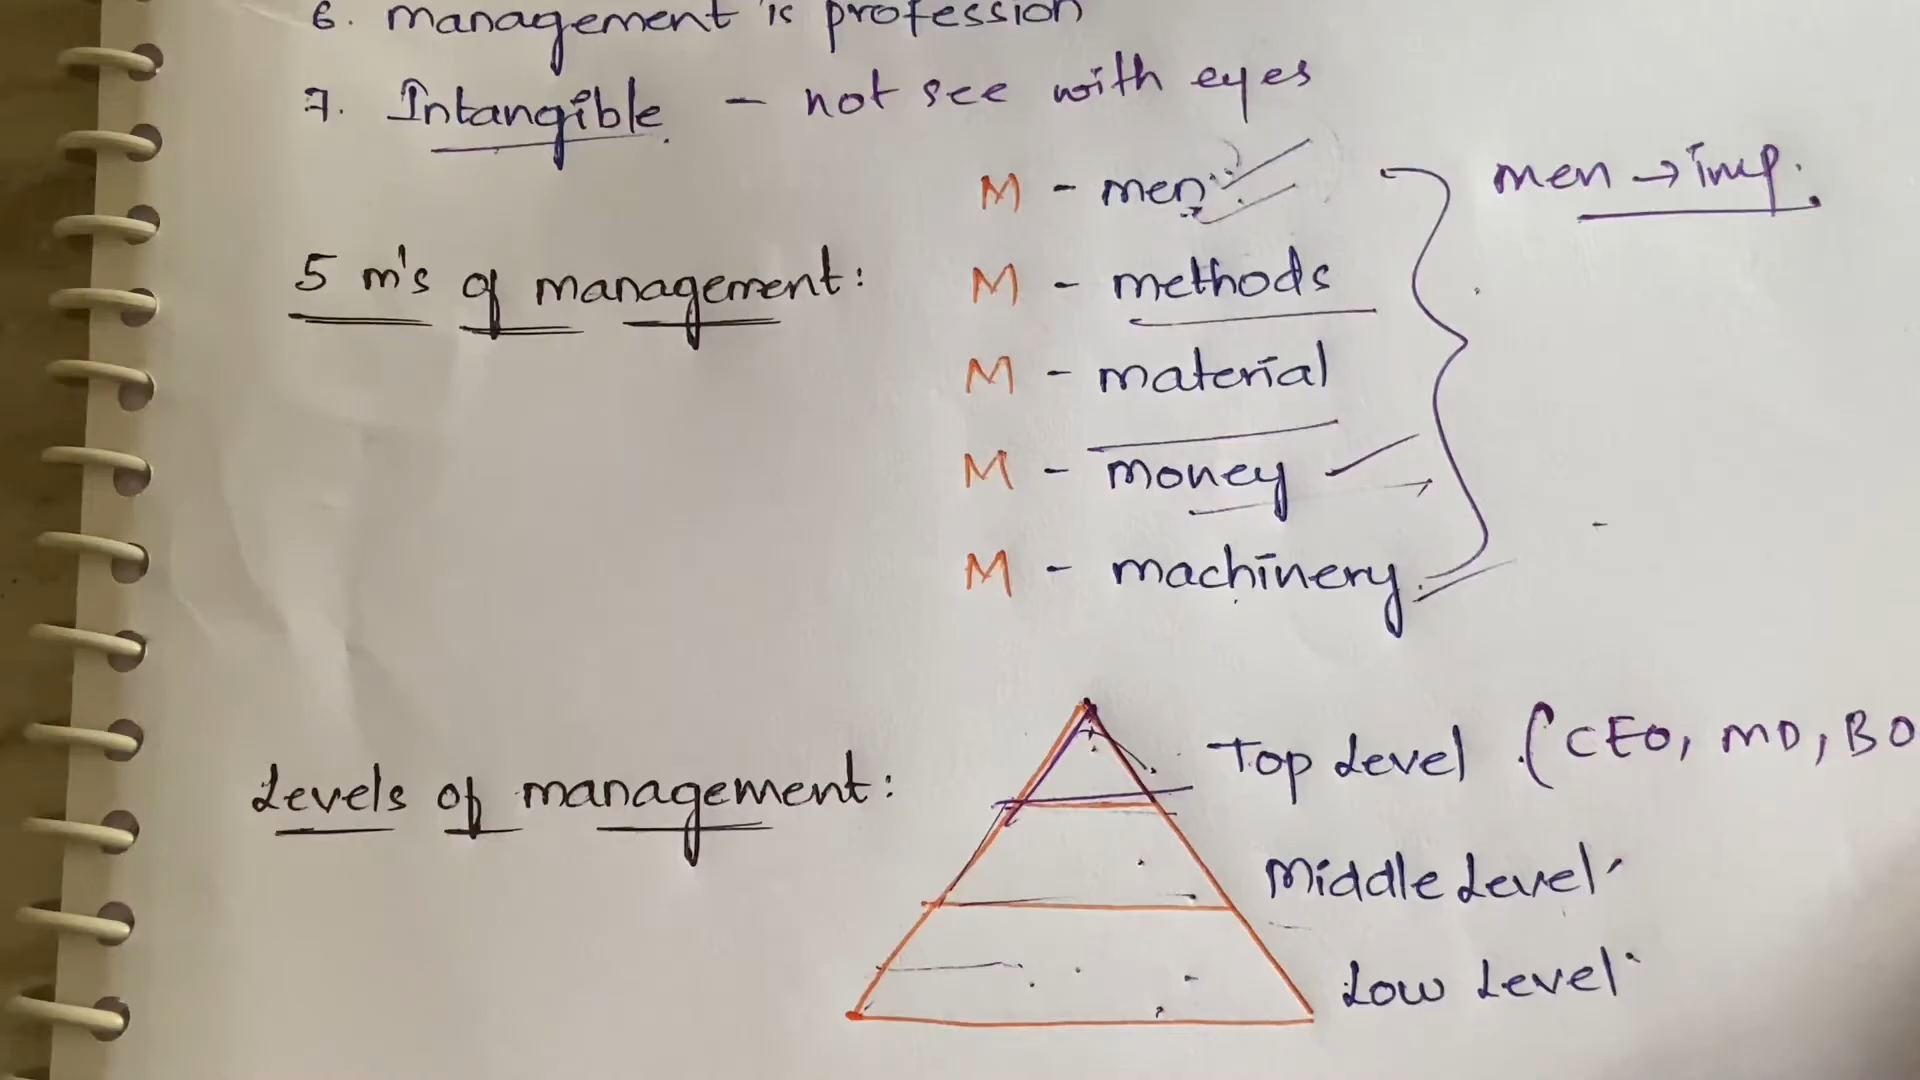 6. management is profession
7. Intangible - not see with eyes
5 m's of management:
M - men
M - methods
M - material
M - money
M - machinery
men → imp.
Levels of management:
Top Level (CEO, MD, BO
Middle Level
Low Level